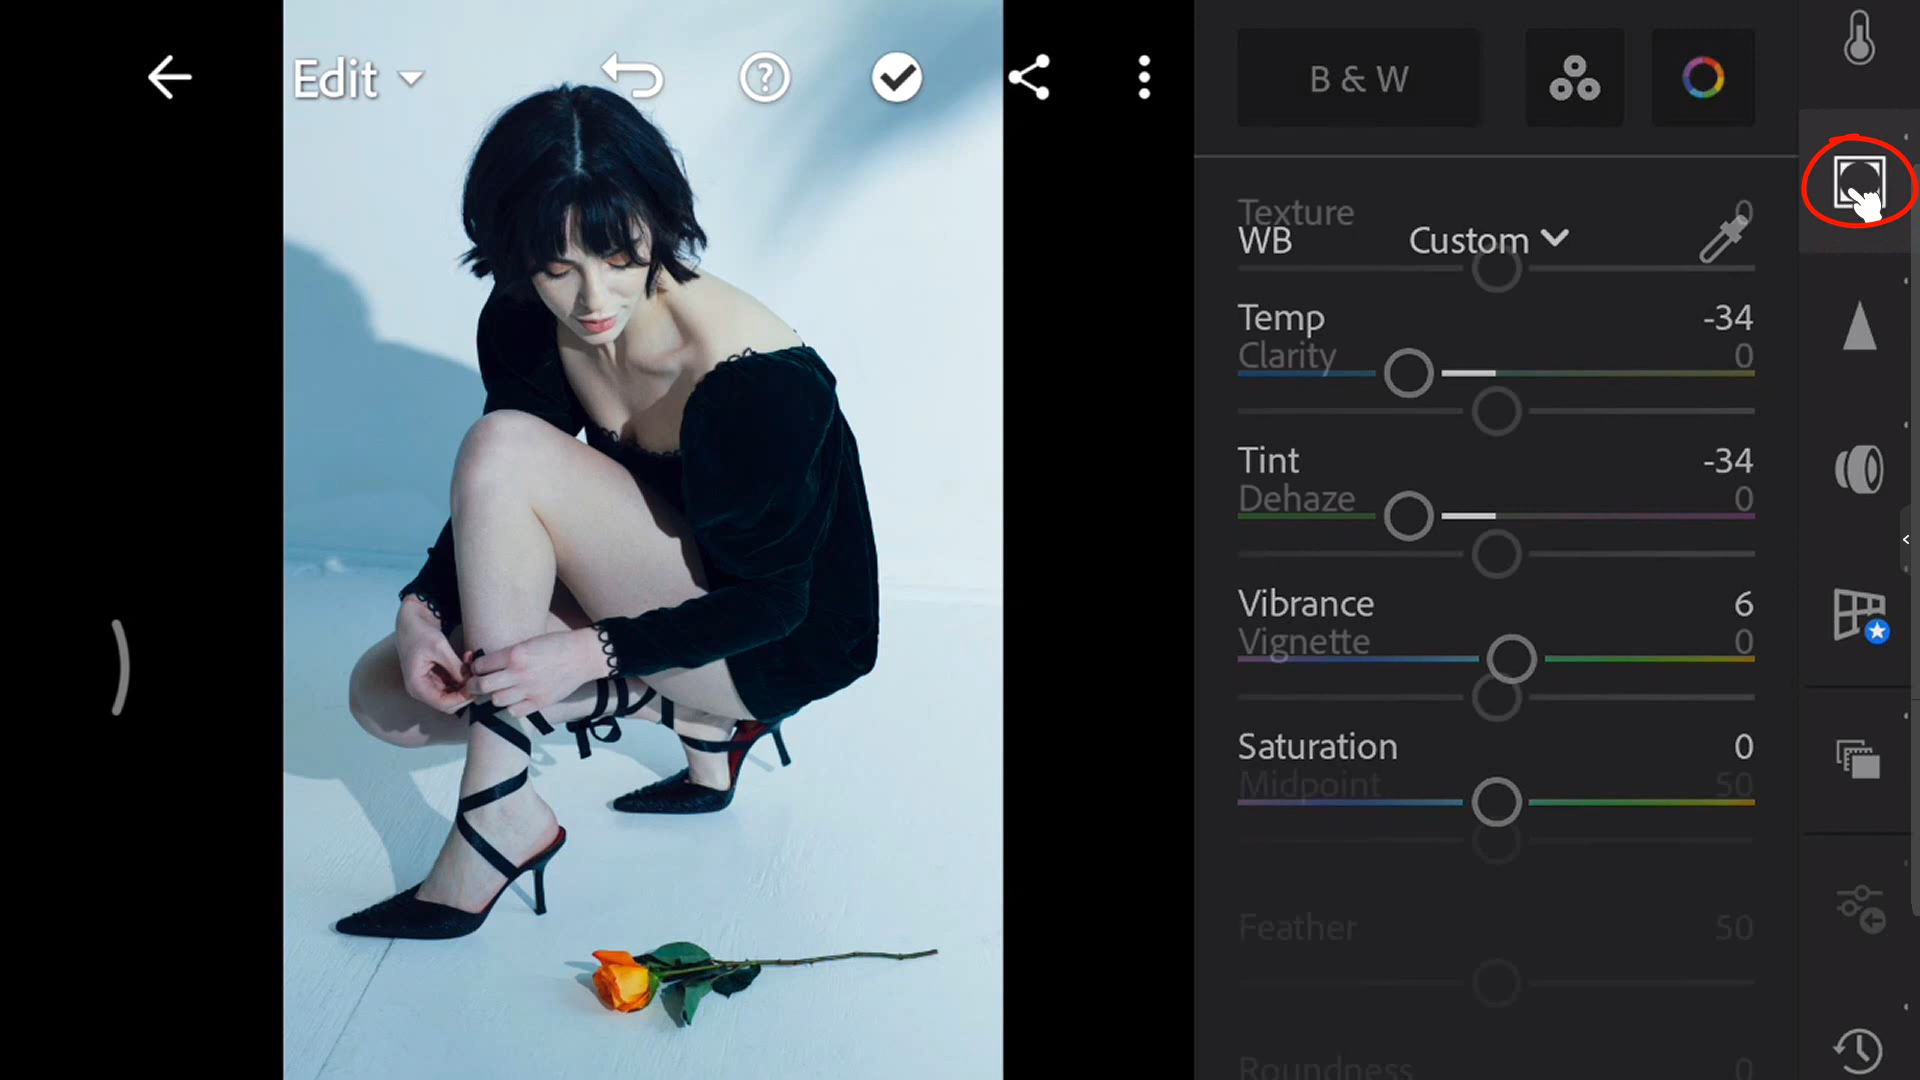 Edit
B & W
Texture 0
WB Custom
Temp -34
Clarity 0
Tint -34
Dehaze 0
Vibrance 6
Vignette 0
Saturation 0
Midpoint 50
Feather 50
Roundness 0